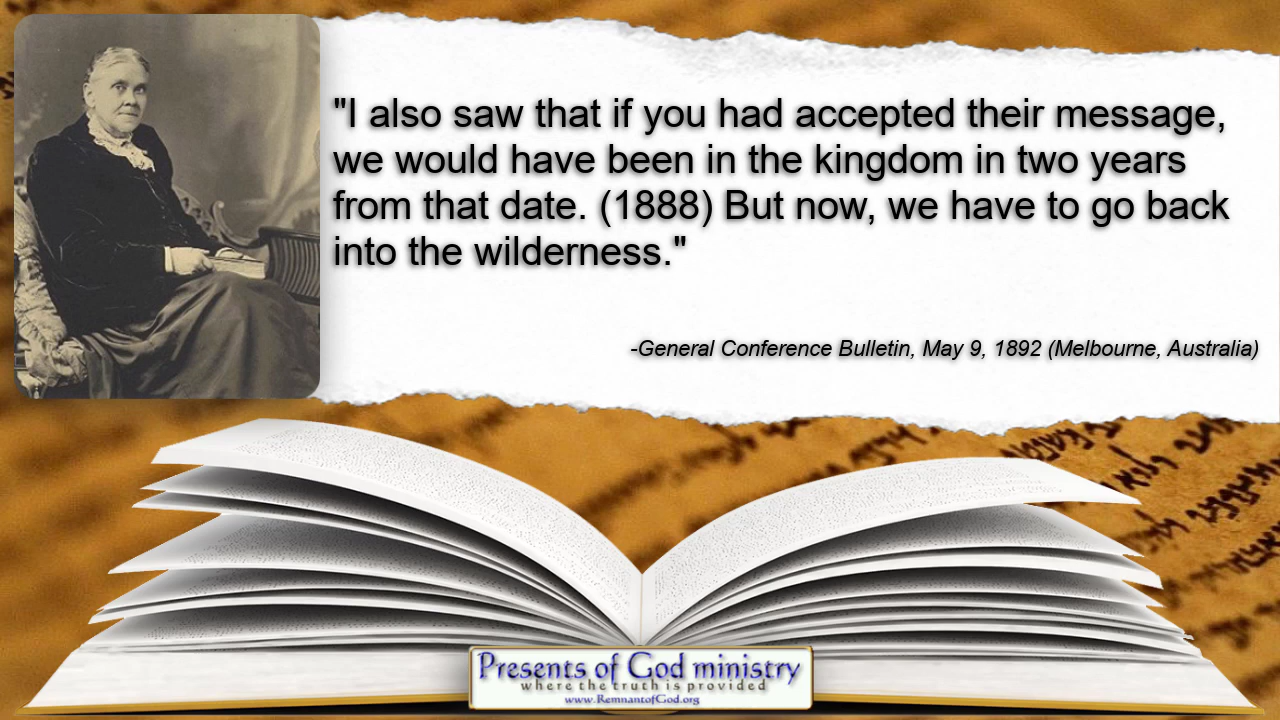 "I also saw that if you had accepted their message,
we would have been in the kingdom in two years
from that date. (1888) But now, we have to go back
into the wilderness."
-General Conference Bulletin, May 9, 1892 (Melbourne, Australia)
Presents of God ministry
where the truth is provided
www.RemnantofGod.org